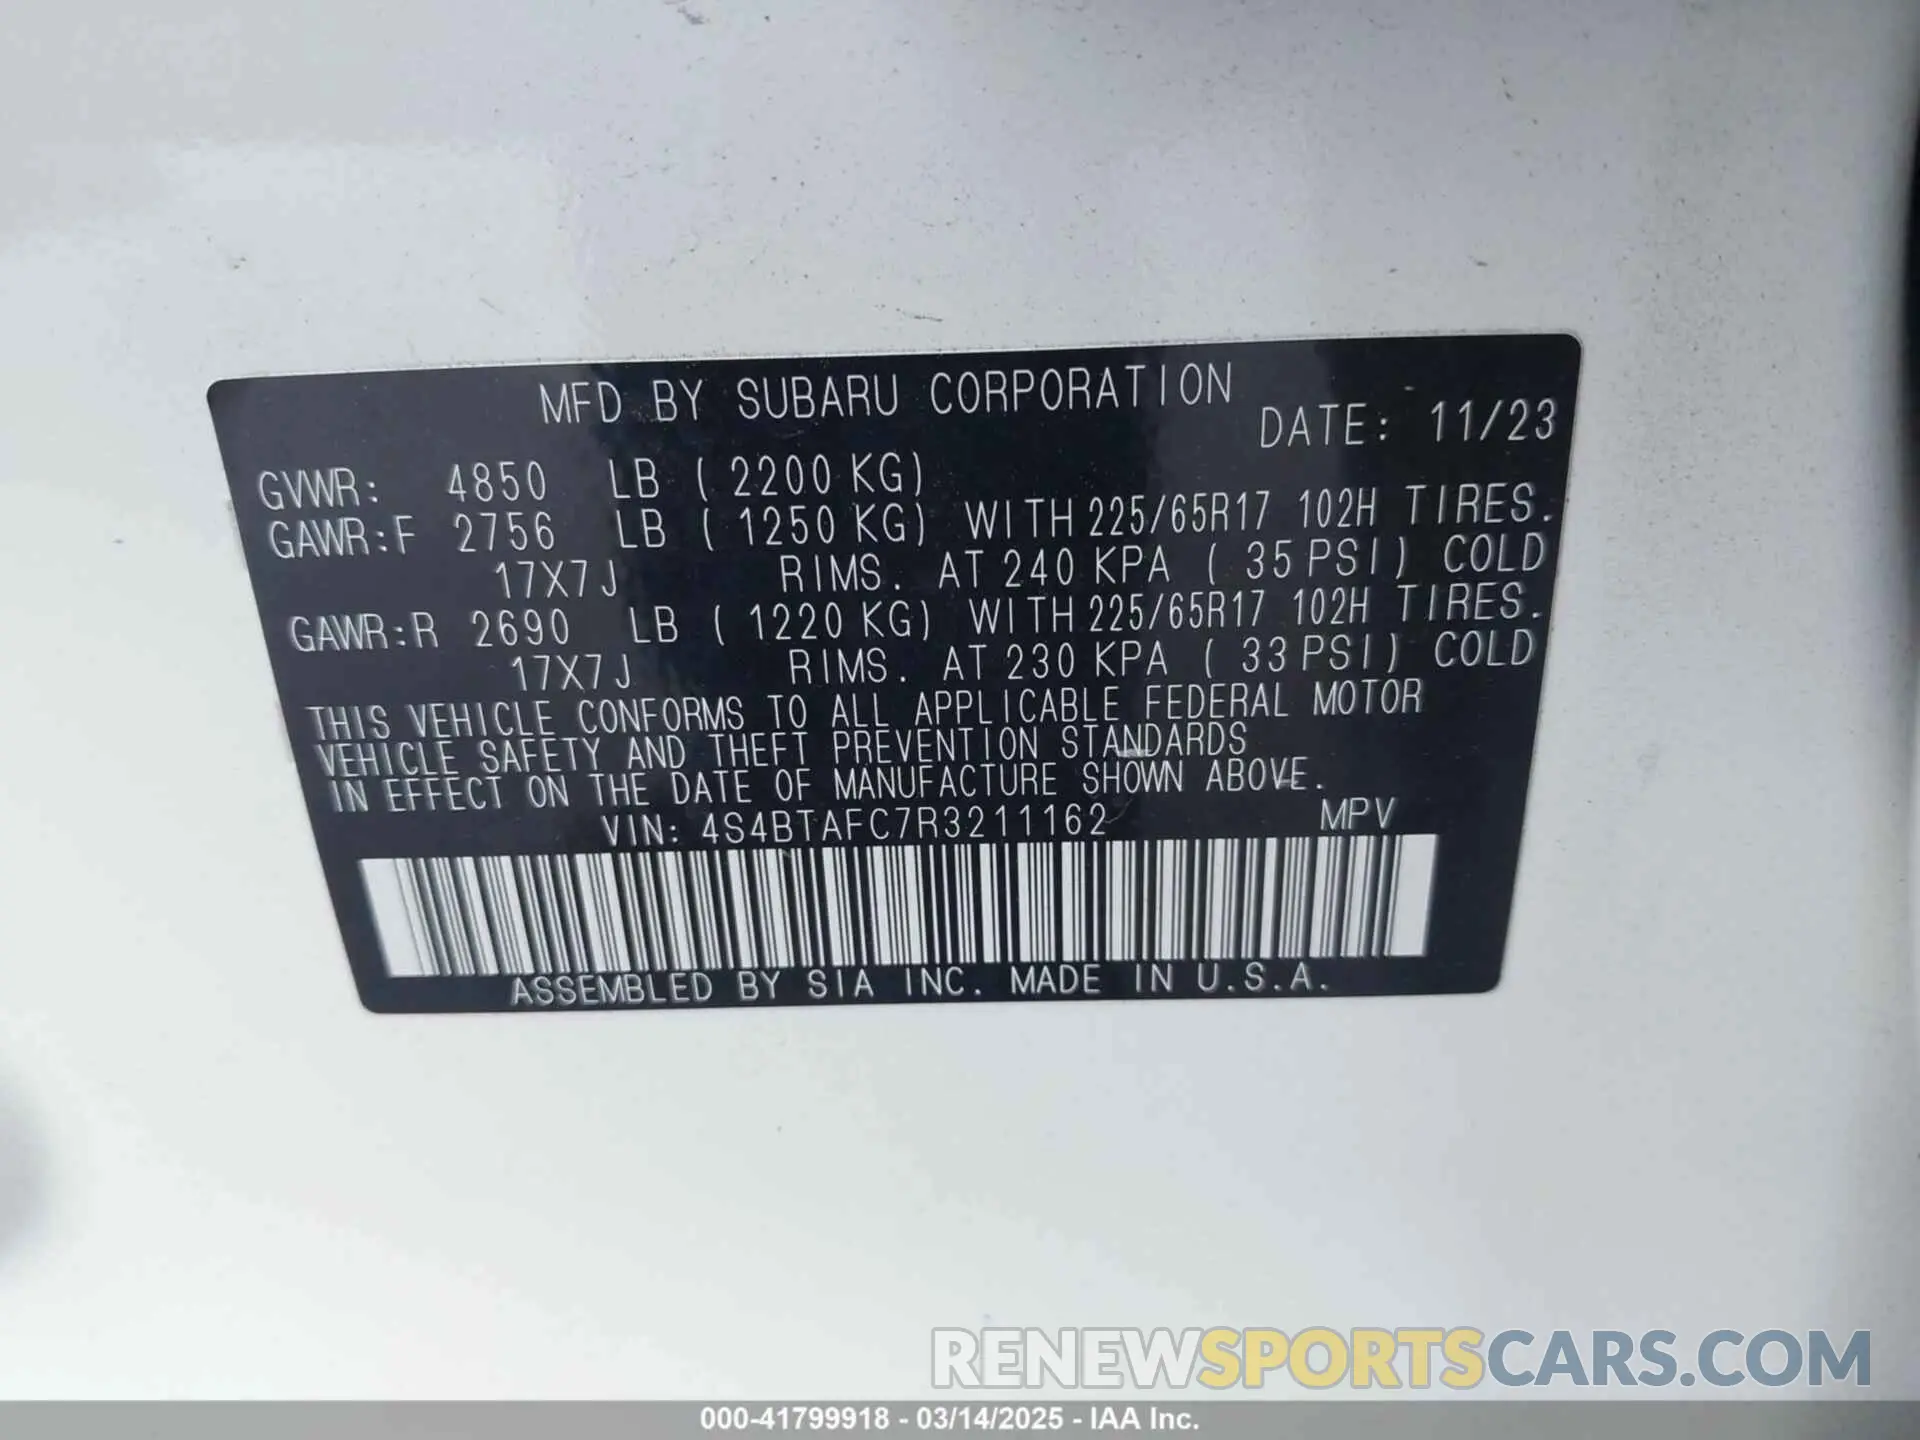 MFD BY SUBARU CORPORATION
DATE: 11/23
GVWR: 4850 LB ( 2200 KG)
GAWR:F 2756 LB ( 1250 KG) WITH 225/65R17 102H TIRES.
17X7J RIMS. AT 240 KPA ( 35 PSI) COLD
GAWR:R 2690 LB ( 1220 KG) WITH 225/65R17 102H TIRES.
17X7J RIMS. AT 230 KPA ( 33 PSI) COLD
THIS VEHICLE CONFORMS TO ALL APPLICABLE FEDERAL MOTOR
VEHICLE SAFETY AND THEFT PREVENTION STANDARDS
IN EFFECT ON THE DATE OF MANUFACTURE SHOWN ABOVE.
VIN: 4S4BTAFC7R3211162 MPV
ASSEMBLED BY SIA INC. MADE IN U.S.A.
RENEWSPORTSCARS.COM
000-41799918 - 03/14/2025 - IAA Inc.